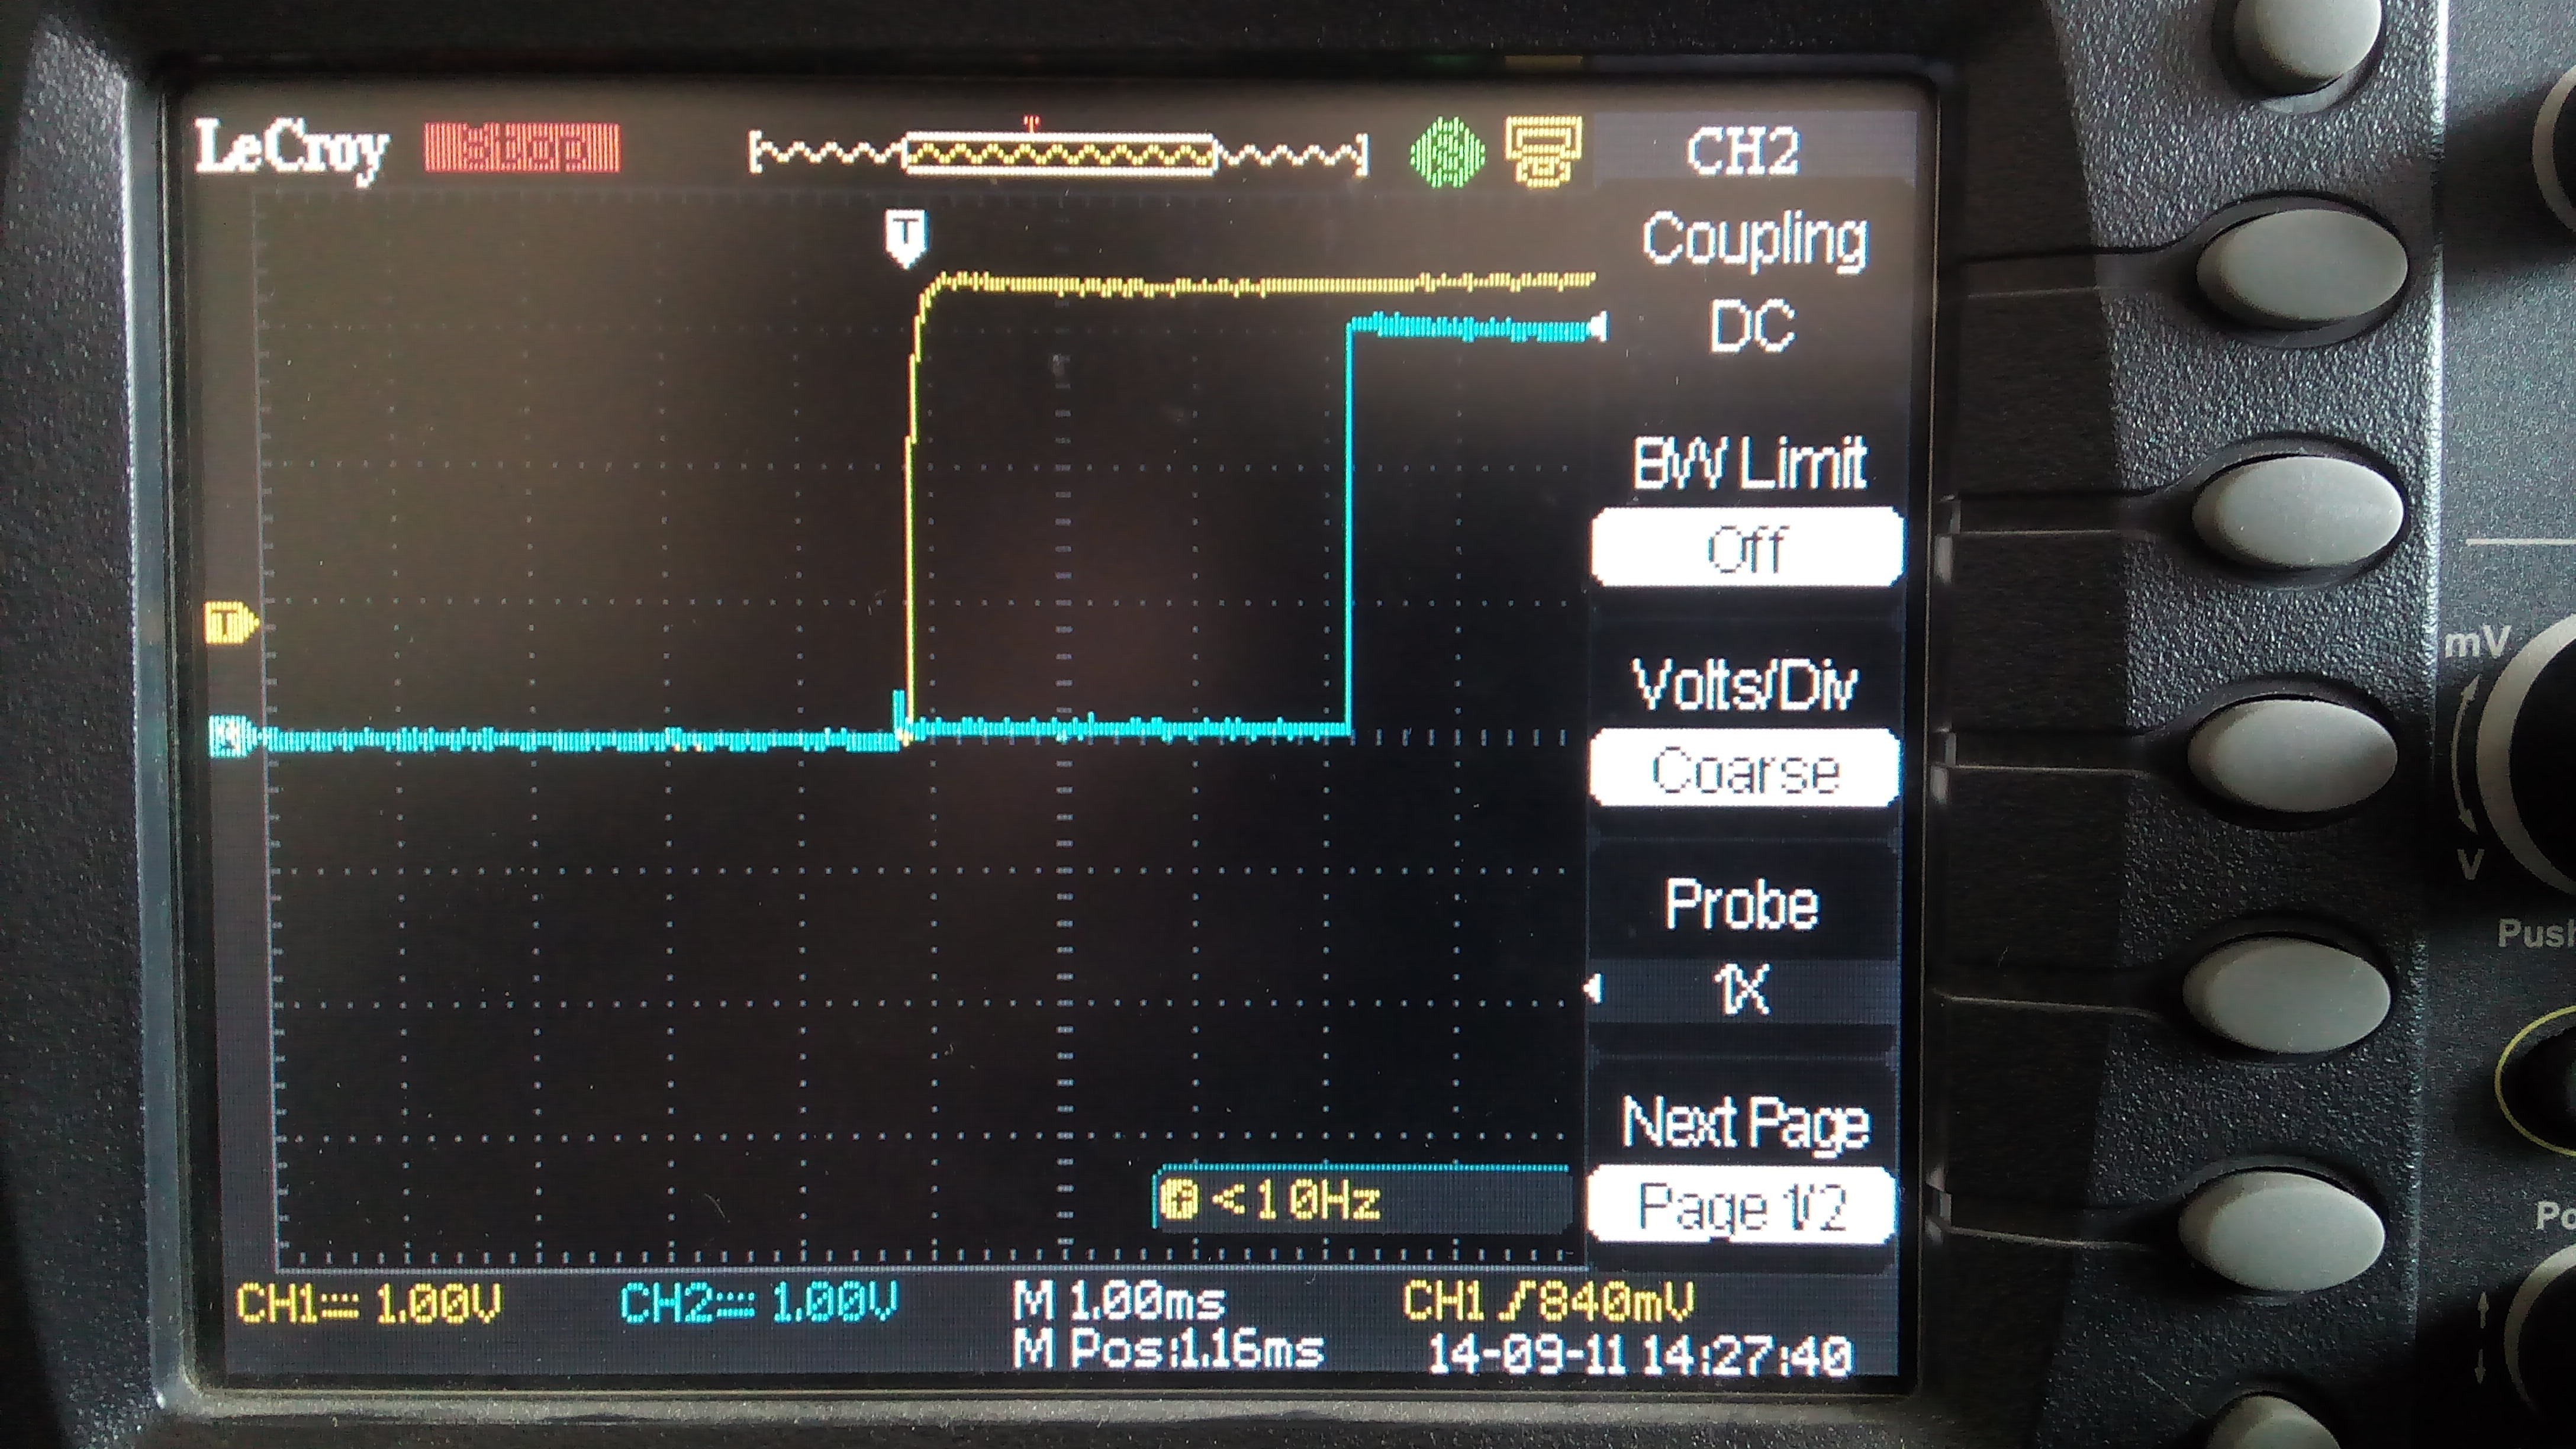 LeCroy Stop CH2
T
Coupling
DC
BW Limit
Off
Volts/Div
Coarse
Probe
1X
Next Page
Page 1/2
<10Hz
CH1 1.00V CH2 1.00V M 1.00ms CH1 840mV
M Pos:1.16ms 14-09-11 14:27:40
mV
V
Push
Po